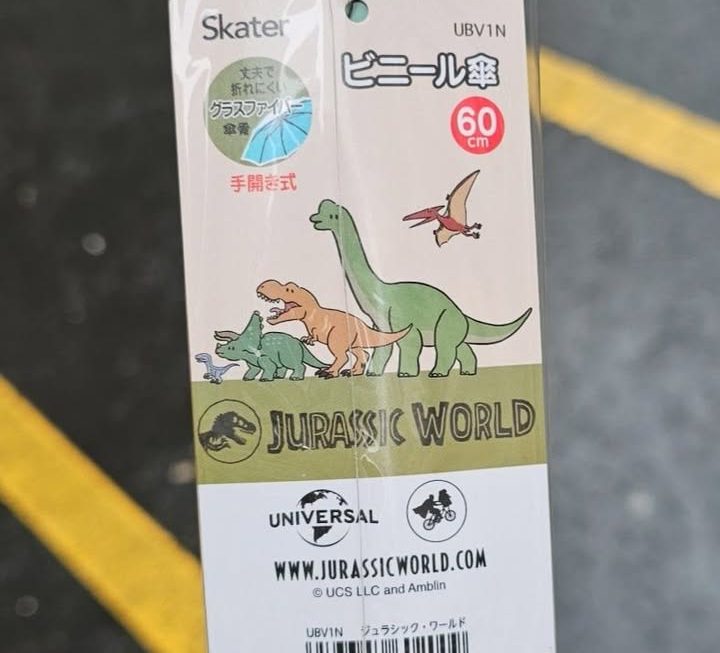 Skater
UBV1N
ビニール傘
60
cm
丈夫で
折れにくい
グラスファイバー
傘骨
手開き式
JURASSIC WORLD
UNIVERSAL
WWW.JURASSICWORLD.COM
© UCS LLC and Amblin
UBV1N ジュラシック・ワールド